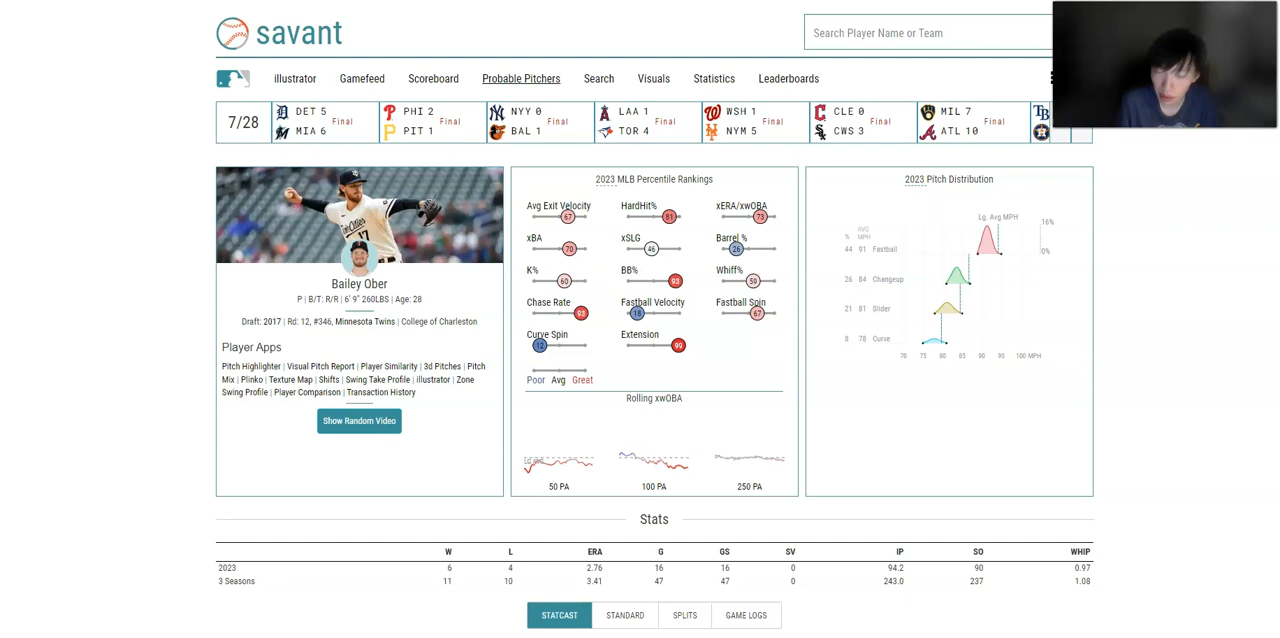 savant
Search Player Name or Team
illustrator Gamefeed Scoreboard Probable Pitchers Search Visuals Statistics Leaderboards
7/28
DET 5
MIA 6
Final
PHI 2
PIT 1
Final
NYY 0
BAL 1
Final
LAA 1
TOR 4
Final
WSH 1
NYM 5
Final
CLE 0
CWS 3
Final
MIL 7
ATL 10
Final
Bailey Ober
P | B/T: R/R | 6' 9" 260LBS | Age: 28
Draft: 2017 | Rd: 12, #346, Minnesota Twins | College of Charleston
Player Apps
Pitch Highlighter | Visual Pitch Report | Player Similarity | 3d Pitches | Pitch
Mix | Plinko | Texture Map | Shifts | Swing Take Profile | illustrator | Zone
Swing Profile | Player Comparison | Transaction History
Show Random Video
2023 MLB Percentile Rankings
Avg Exit Velocity HardHit% xERA/xwOBA
67 81 73
xBA xSLG Barrel %
70 46 26
K% BB% Whiff%
60 93 59
Chase Rate Fastball Velocity Fastball Spin
93 18 67
Curve Spin Extension
12 99
Poor Avg Great
Rolling xwOBA
LG AVG
50 PA 100 PA 250 PA
2023 Pitch Distribution
Lg. Avg MPH
16%
0%
% AVG MPH
44 91 Fastball
26 84 Changeup
21 81 Slider
8 78 Curve
70 75 80 85 90 95 100 MPH
Stats
W L ERA G GS SV IP SO WHIP
2023 6 4 2.76 16 16 0 94.2 90 0.97
3 Seasons 11 10 3.41 47 47 0 243.0 237 1.08
STATCAST STANDARD SPLITS GAME LOGS